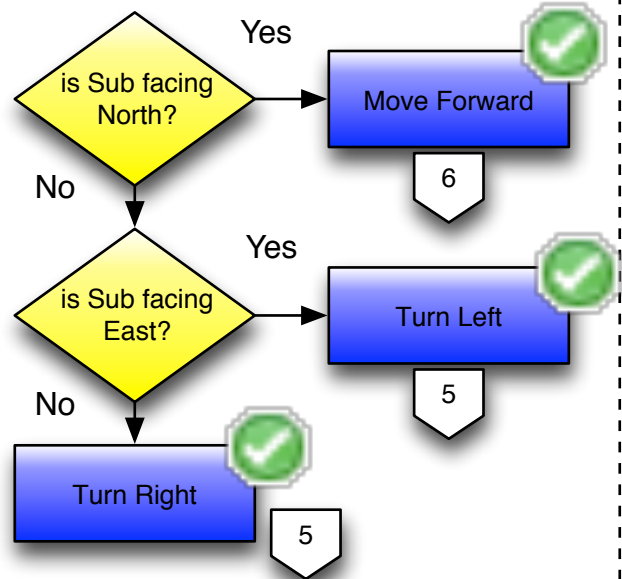 Yes
is Sub facing
North?
Move Forward
6
No
Yes
is Sub facing
East?
Turn Left
5
No
Turn Right
5